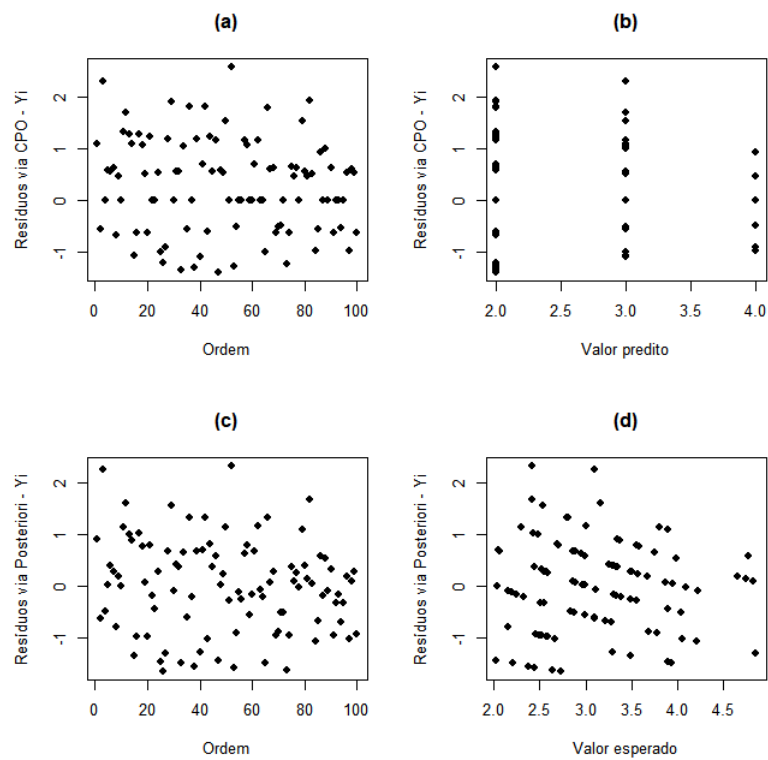 (a)
Resíduos via CPO - Yi
2
1
0
-1
0 20 40 60 80 100
Ordem
(b)
Resíduos via CPO - Yi
2
1
0
-1
2.0 2.5 3.0 3.5 4.0
Valor predito
(c)
Resíduos via Posteriori - Yi
2
1
0
-1
0 20 40 60 80 100
Ordem
(d)
Resíduos via Posteriori - Yi
2
1
0
-1
2.0 2.5 3.0 3.5 4.0 4.5
Valor esperado